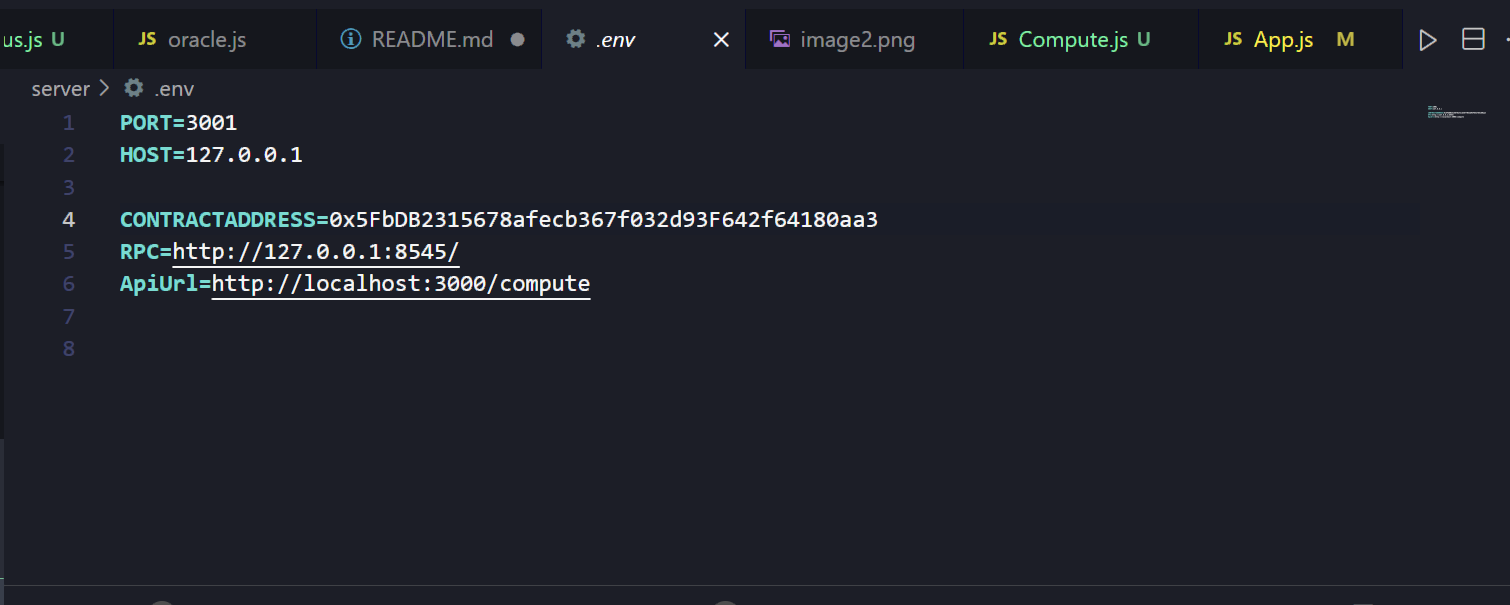 us.js U JS oracle.js README.md .env image2.png JS Compute.js U JS App.js M
server > .env
1 PORT=3001
2 HOST=127.0.0.1
3
4 CONTRACTADDRESS=0x5FbDB2315678afecb367f032d93F642f64180aa3
5 RPC=http://127.0.0.1:8545/
6 ApiUrl=http://localhost:3000/compute
7
8